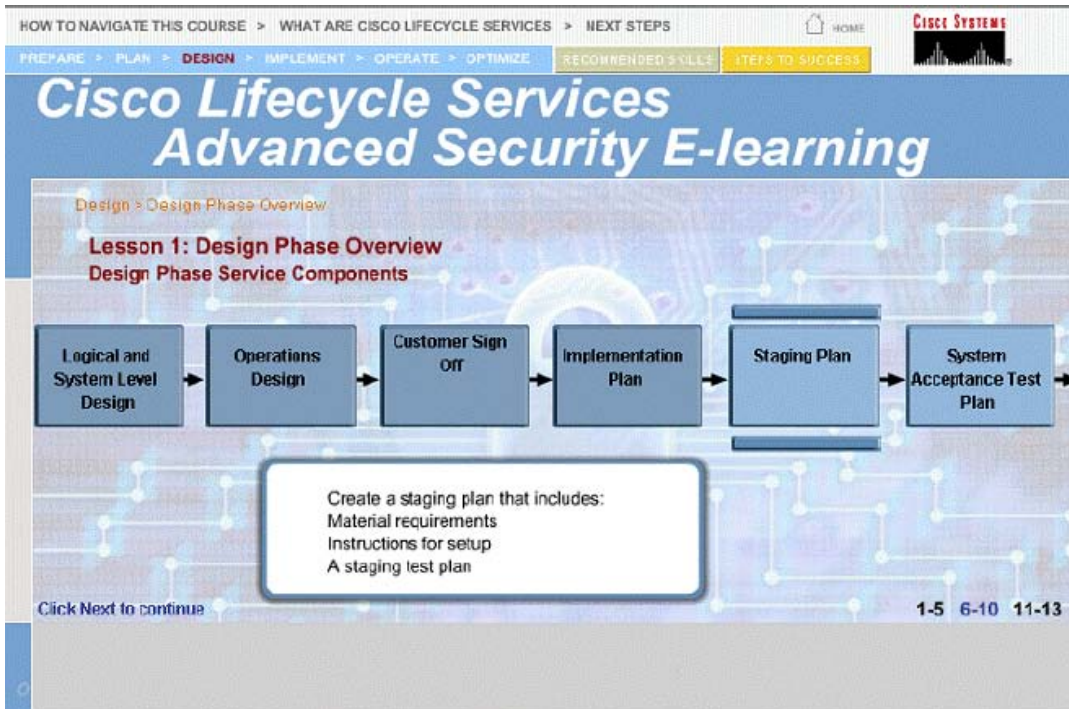 HOW TO NAVIGATE THIS COURSE > WHAT ARE CISCO LIFECYCLE SERVICES > NEXT STEPS
HOME
CISCO SYSTEMS
PREPARE > PLAN > DESIGN > IMPLEMENT > OPERATE > OPTIMIZE
RECOMMENDED SKILLS
STEPS TO SUCCESS
Cisco Lifecycle Services
Advanced Security E-learning
Design > Design Phase Overview
Lesson 1: Design Phase Overview
Design Phase Service Components
Logical and
System Level
Design
Operations
Design
Customer Sign
Off
Implementation
Plan
Staging Plan
System
Acceptance Test
Plan
Create a staging plan that includes:
Material requirements
Instructions for setup
A staging test plan
Click Next to continue
1-5 6-10 11-13